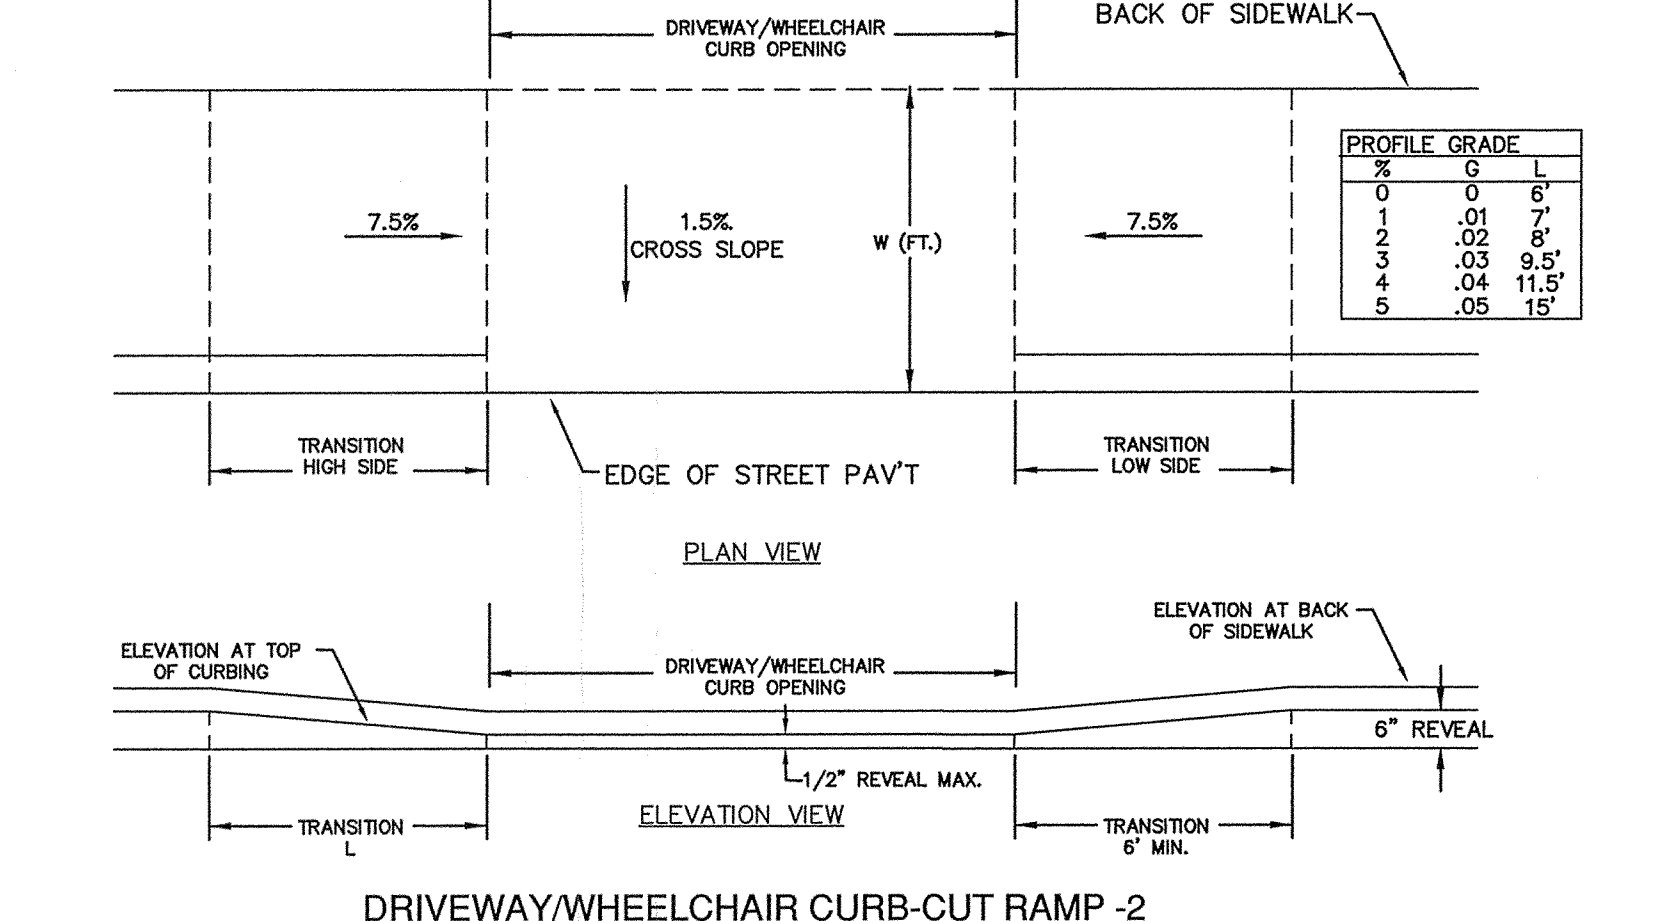 DRIVEWAY/WHEELCHAIR
CURB OPENING
BACK OF SIDEWALK
PROFILE GRADE
% G L
0 0 6'
1 .01 7'
2 .02 8'
3 .03 9.5'
4 .04 11.5'
5 .05 15'
7.5%
1.5%.
CROSS SLOPE
W (FT.)
7.5%
TRANSITION
HIGH SIDE
EDGE OF STREET PAV'T
TRANSITION
LOW SIDE
PLAN VIEW
ELEVATION AT TOP
OF CURBING
DRIVEWAY/WHEELCHAIR
CURB OPENING
ELEVATION AT BACK
OF SIDEWALK
6" REVEAL
1/2" REVEAL MAX.
ELEVATION VIEW
TRANSITION
L
TRANSITION
6' MIN.
DRIVEWAY/WHEELCHAIR CURB-CUT RAMP -2